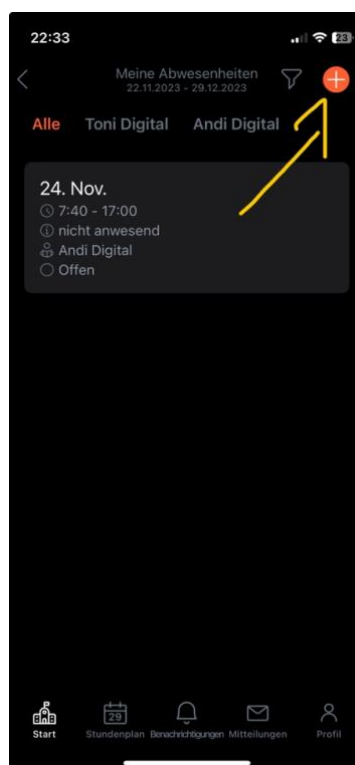 22:33
23
Meine Abwesenheiten
22.11.2023 - 29.12.2023
Alle Toni Digital Andi Digital
24. Nov.
7:40 - 17:00
nicht anwesend
Andi Digital
Offen
29
Start Stundenplan Benachrichtigungen Mitteilungen Profil